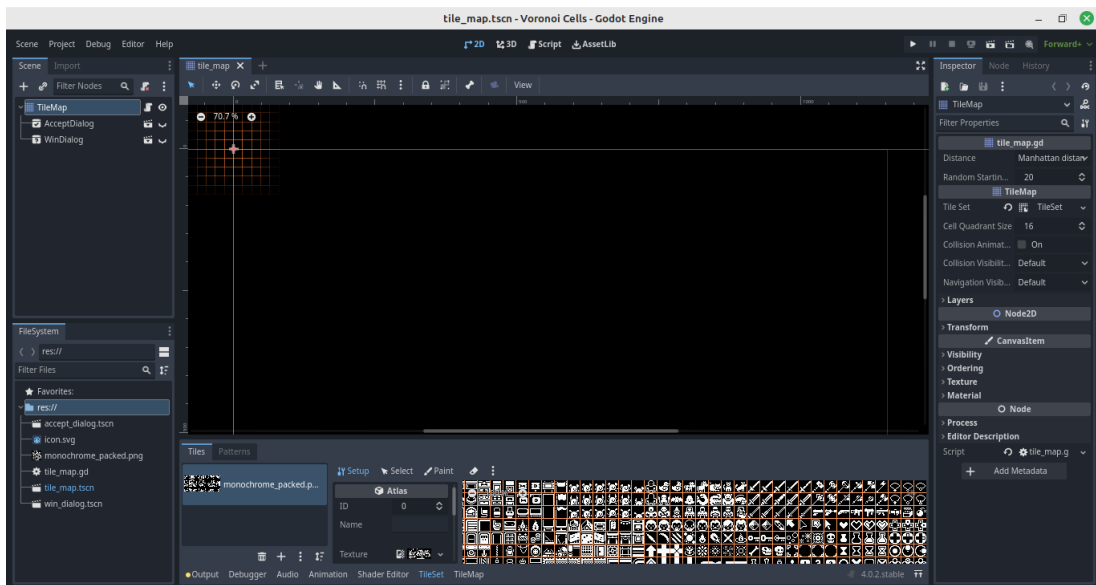 tile_map.tscn - Voronoi Cells - Godot Engine
Scene Project Debug Editor Help
2D 3D Script AssetLib
Forward+
Scene Import
Filter Nodes
TileMap
AcceptDialog
WinDialog
FileSystem
res://
Filter Files
Favorites:
res://
accept_dialog.tscn
icon.svg
monochrome_packed.png
tile_map.gd
tile_map.tscn
win_dialog.tscn
tile_map
View
70.7 %
0
500
1000
Tiles Patterns
monochrome_packed.p...
Setup Select Paint
Atlas
ID 0
Name
Texture
Output Debugger Audio Animation Shader Editor TileSet TileMap
4.0.2.stable
Inspector Node History
TileMap
Filter Properties
tile_map.gd
Distance Manhattan distan
Random Startin... 20
TileMap
Tile Set TileSet
Cell Quadrant Size 16
Collision Animat... On
Collision Visibilit... Default
Navigation Visib... Default
Layers
Node2D
Transform
CanvasItem
Visibility
Ordering
Texture
Material
Node
Process
Editor Description
Script tile_map.g
Add Metadata